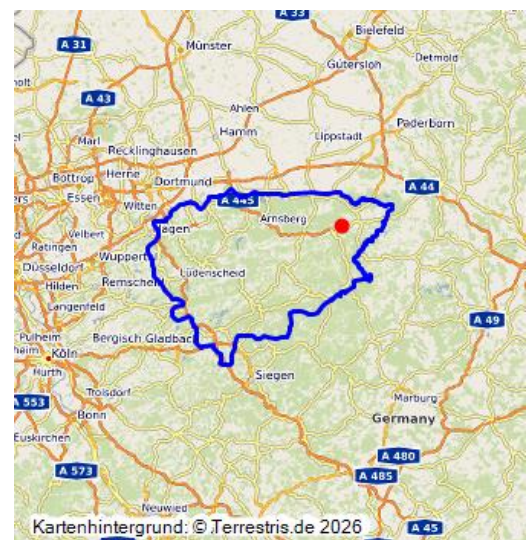 A 33
A 31
Bielefeld
Münster
Gütersloh
Detmold
A 43
Ahlen
Paderborn
Hamm
Lippstadt
Marl
Recklinghausen
Bottrop
Herne
Dortmund
A 44
Essen
Witten
A 445
Arnsberg
Velbert
Ratingen
Wuppertal
Düsseldorf
Lüdenscheid
Hilden
Remscheid
Langenfeld
A 49
Pulheim
Bergisch Gladbach
Köln
Hürth
Siegen
A 553
Troisdorf
Marburg
Bonn
Germany
Euskirchen
A 480
A 573
A 485
Neuwied
A 45
Kartenhintergrund: © Terrestris.de 2026